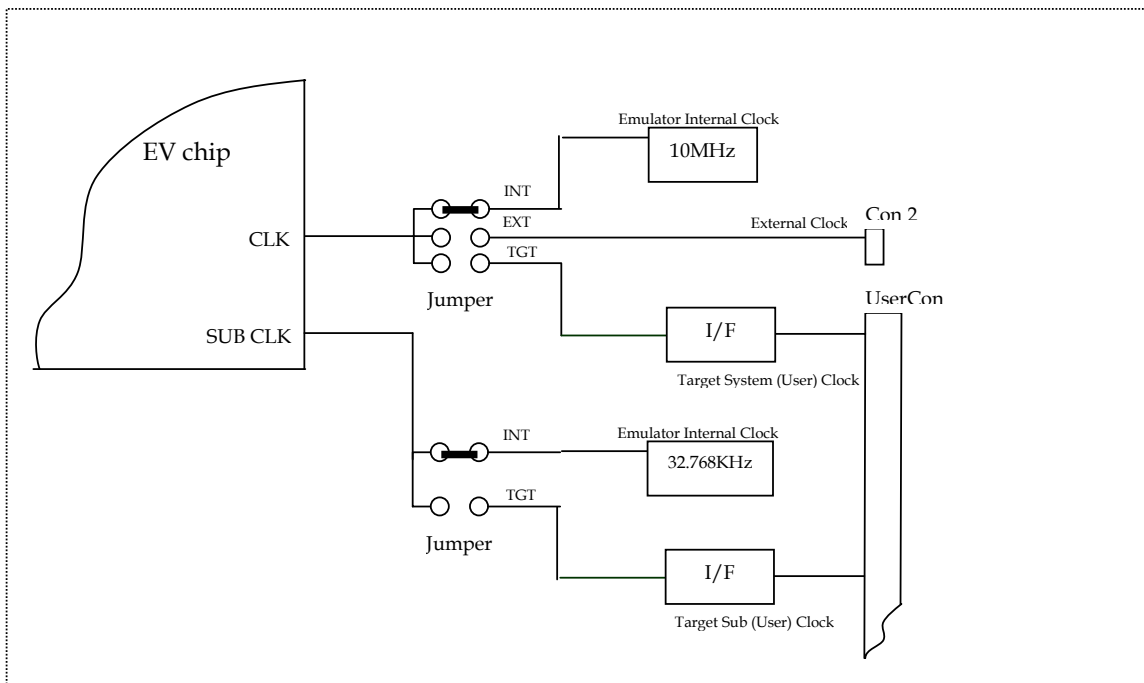 Emulator Internal Clock
10MHz
EV chip
INT
Con 2
EXT
External Clock
CLK
TGT
Jumper
UserCon
I/F
SUB CLK
Target System (User) Clock
INT
Emulator Internal Clock
32.768KHz
TGT
Jumper
I/F
Target Sub (User) Clock